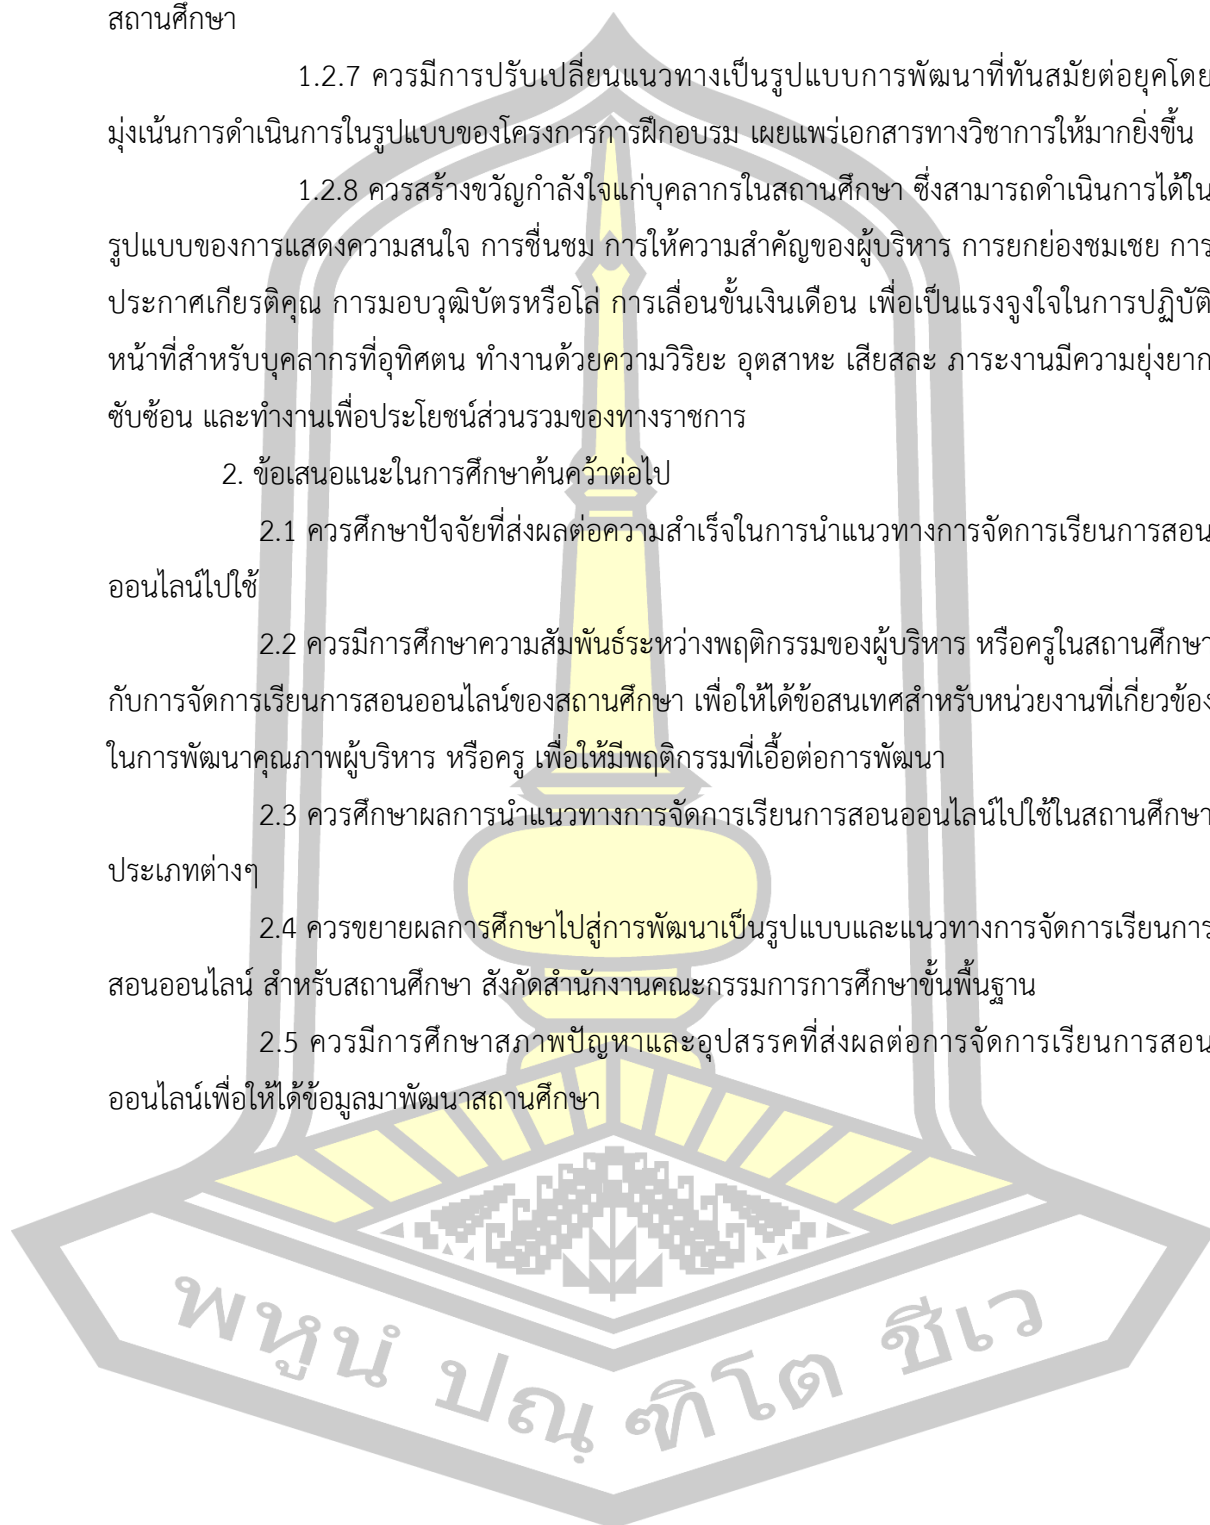 สถานศึกษา
1.2.7 ควรมีการปรับเปลี่ยนแนวทางเป็นรูปแบบการพัฒนาที่ทันสมัยต่อยุคโดย
มุ่งเน้นการดำเนินการในรูปแบบของโครงการการฝึกอบรม เผยแพร่เอกสารทางวิชาการให้มากยิ่งขึ้น
1.2.8 ควรสร้างขวัญกำลังใจแก่บุคลากรในสถานศึกษา ซึ่งสามารถดำเนินการได้ใน
รูปแบบของการแสดงความสนใจ การชื่นชม การให้ความสำคัญของผู้บริหาร การยกย่องชมเชย การ
ประกาศเกียรติคุณ การมอบวุฒิบัตรหรือโล่ การเลื่อนขั้นเงินเดือน เพื่อเป็นแรงจูงใจในการปฏิบัติ
หน้าที่สำหรับบุคลากรที่อุทิศตน ทำงานด้วยความวิริยะ อุตสาหะ เสียสละ ภาระงานมีความยุ่งยาก
ซับซ้อน และทำงานเพื่อประโยชน์ส่วนรวมของทางราชการ
2. ข้อเสนอแนะในการศึกษาค้นคว้าต่อไป
2.1 ควรศึกษาปัจจัยที่ส่งผลต่อความสำเร็จในการนำแนวทางการจัดการเรียนการสอน
ออนไลน์ไปใช้
2.2 ควรมีการศึกษาความสัมพันธ์ระหว่างพฤติกรรมของผู้บริหาร หรือครูในสถานศึกษา
กับการจัดการเรียนการสอนออนไลน์ของสถานศึกษา เพื่อให้ได้ข้อสนเทศสำหรับหน่วยงานที่เกี่ยวข้อง
ในการพัฒนาคุณภาพผู้บริหาร หรือครู เพื่อให้มีพฤติกรรมที่เอื้อต่อการพัฒนา
2.3 ควรศึกษาผลการนำแนวทางการจัดการเรียนการสอนออนไลน์ไปใช้ในสถานศึกษา
ประเภทต่างๆ
2.4 ควรขยายผลการศึกษาไปสู่การพัฒนาเป็นรูปแบบและแนวทางการจัดการเรียนการ
สอนออนไลน์ สำหรับสถานศึกษา สังกัดสำนักงานคณะกรรมการการศึกษาขั้นพื้นฐาน
2.5 ควรมีการศึกษาสภาพปัญหาและอุปสรรคที่ส่งผลต่อการจัดการเรียนการสอน
ออนไลน์เพื่อให้ได้ข้อมูลมาพัฒนาสถานศึกษา
พหูนํ ปณฺฑิโต ชีเว